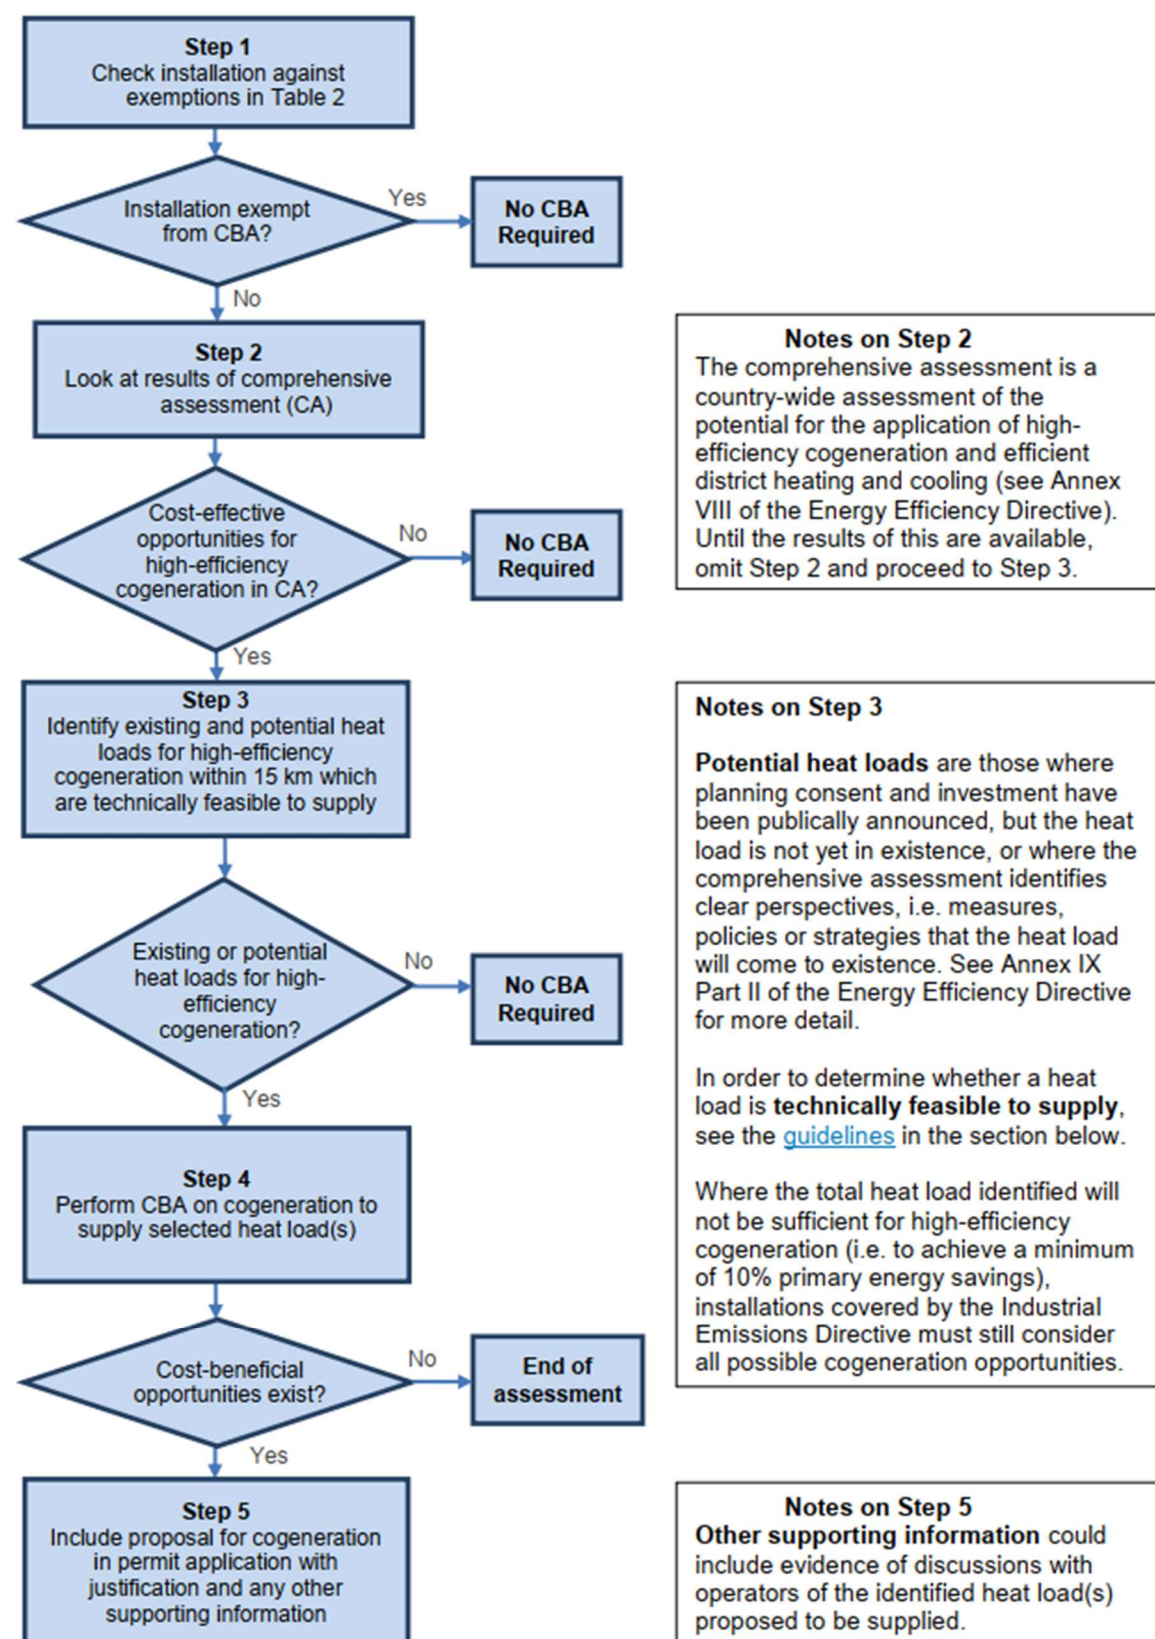 Step 1
Check installation against
exemptions in Table 2
Installation exempt
from CBA?
Yes
No CBA
Required
No
Step 2
Look at results of comprehensive
assessment (CA)
Notes on Step 2
The comprehensive assessment is a
country-wide assessment of the
potential for the application of high-
efficiency cogeneration and efficient
district heating and cooling (see Annex
VIII of the Energy Efficiency Directive).
Until the results of this are available,
omit Step 2 and proceed to Step 3.
Cost-effective
opportunities for
high-efficiency
cogeneration in CA?
No
No CBA
Required
Yes
Step 3
Identify existing and potential heat
loads for high-efficiency
cogeneration within 15 km which
are technically feasible to supply
Notes on Step 3
Potential heat loads are those where
planning consent and investment have
been publically announced, but the heat
load is not yet in existence, or where the
comprehensive assessment identifies
clear perspectives, i.e. measures,
policies or strategies that the heat load
will come to existence. See Annex IX
Part II of the Energy Efficiency Directive
for more detail.
In order to determine whether a heat
load is technically feasible to supply,
see the guidelines in the section below.
Where the total heat load identified will
not be sufficient for high-efficiency
cogeneration (i.e. to achieve a minimum
of 10% primary energy savings),
installations covered by the Industrial
Emissions Directive must still consider
all possible cogeneration opportunities.
Existing or potential
heat loads for high-
efficiency
cogeneration?
No
No CBA
Required
Yes
Step 4
Perform CBA on cogeneration to
supply selected heat load(s)
Cost-beneficial
opportunities exist?
No
End of
assessment
Yes
Step 5
Include proposal for cogeneration
in permit application with
justification and any other
supporting information
Notes on Step 5
Other supporting information could
include evidence of discussions with
operators of the identified heat load(s)
proposed to be supplied.